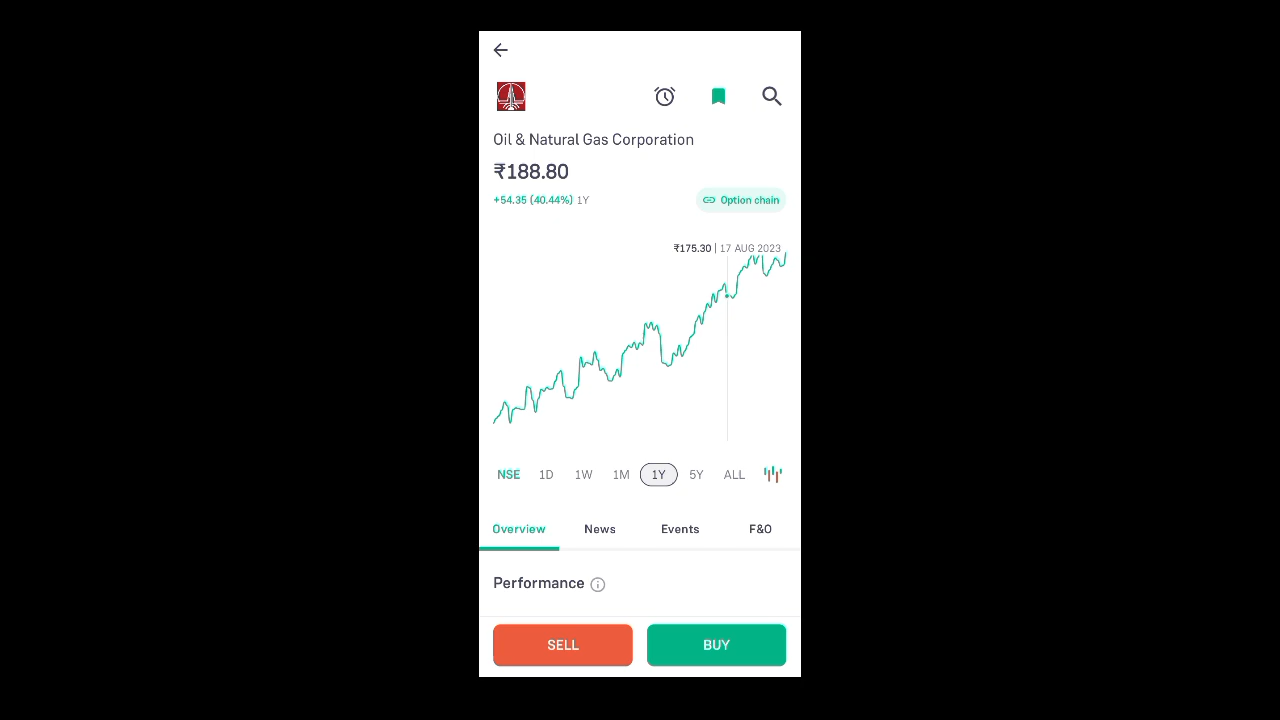 Oil & Natural Gas Corporation
₹188.80
+54.35 (40.44%) 1Y
Option chain
₹175.30 | 17 AUG 2023
NSE 1D 1W 1M 1Y 5Y ALL
Overview News Events F&O
Performance
SELL BUY